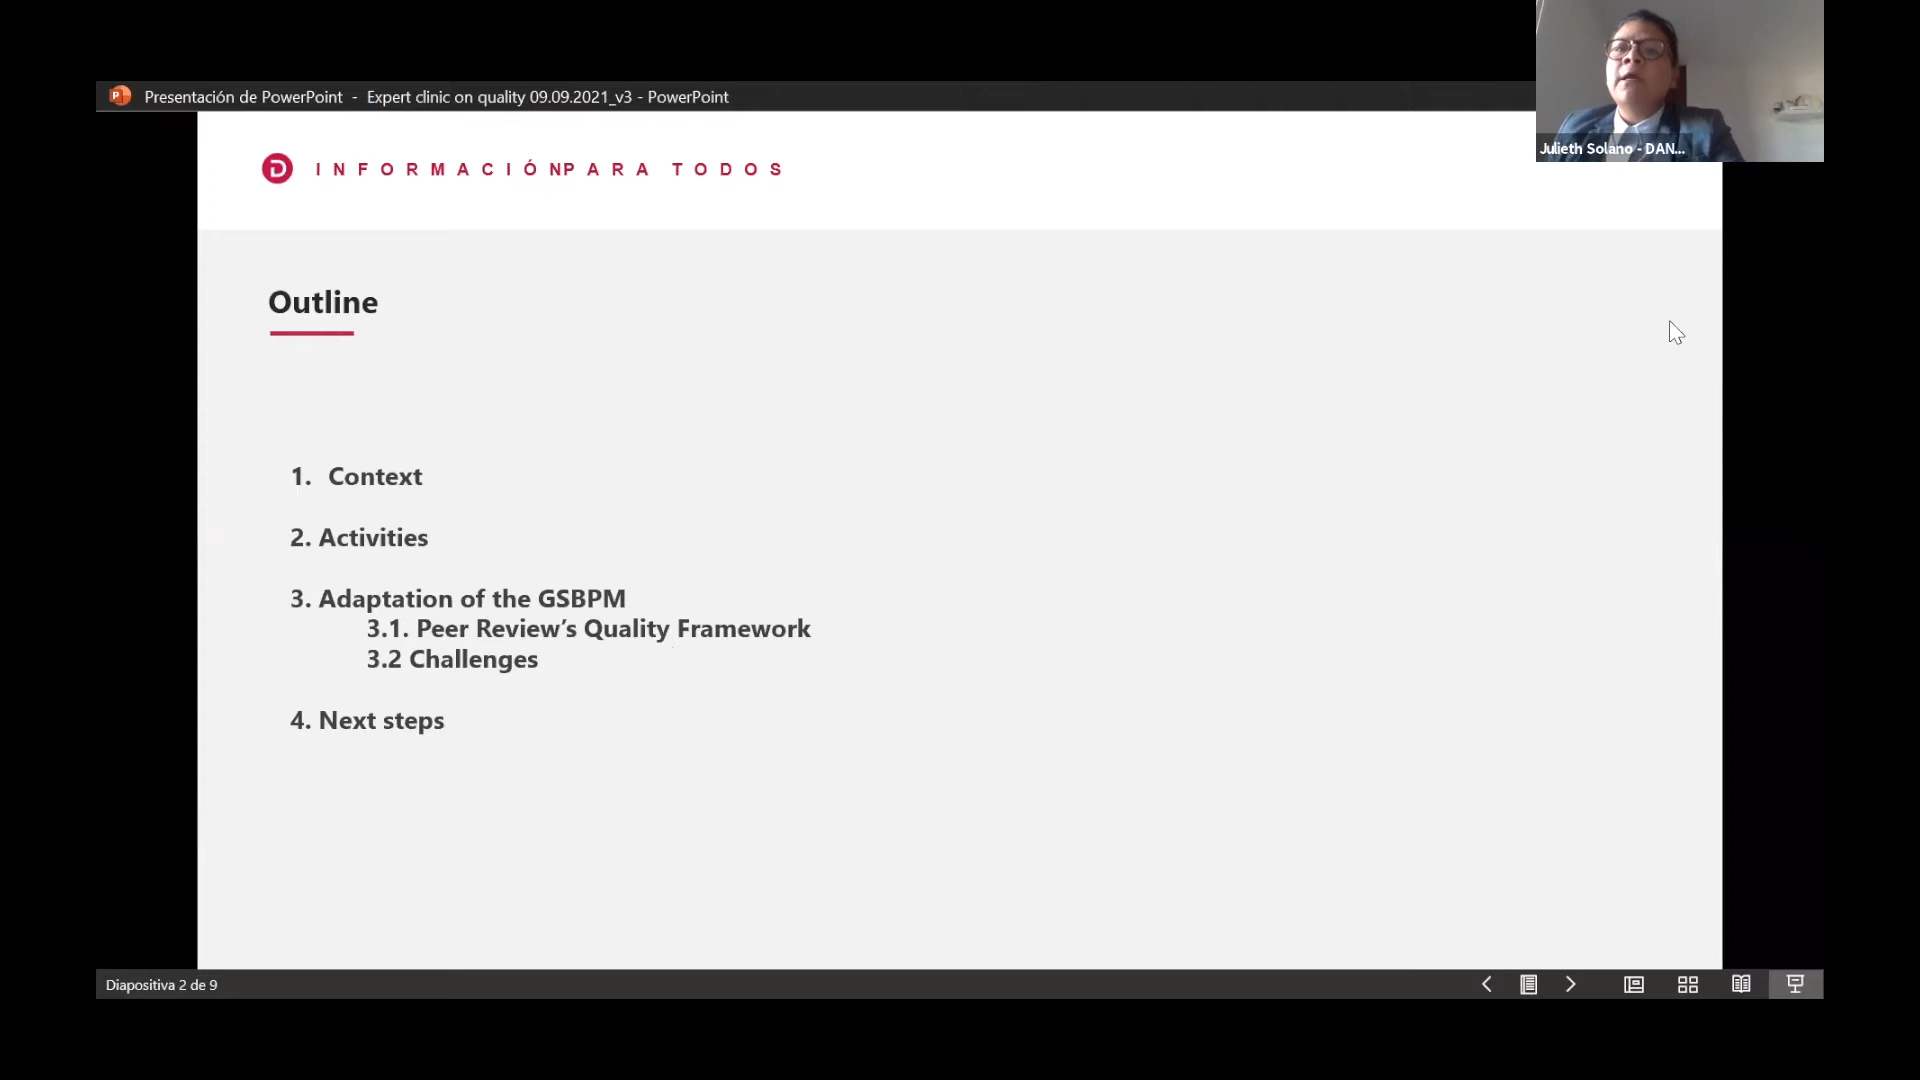 Presentación de PowerPoint - Expert clinic on quality 09.09.2021_v3 - PowerPoint
Julieth Solano - DAN...
INFORMACIÓNPARA TODOS
Outline
1. Context
2. Activities
3. Adaptation of the GSBPM
3.1. Peer Review’s Quality Framework
3.2 Challenges
4. Next steps
Diapositiva 2 de 9